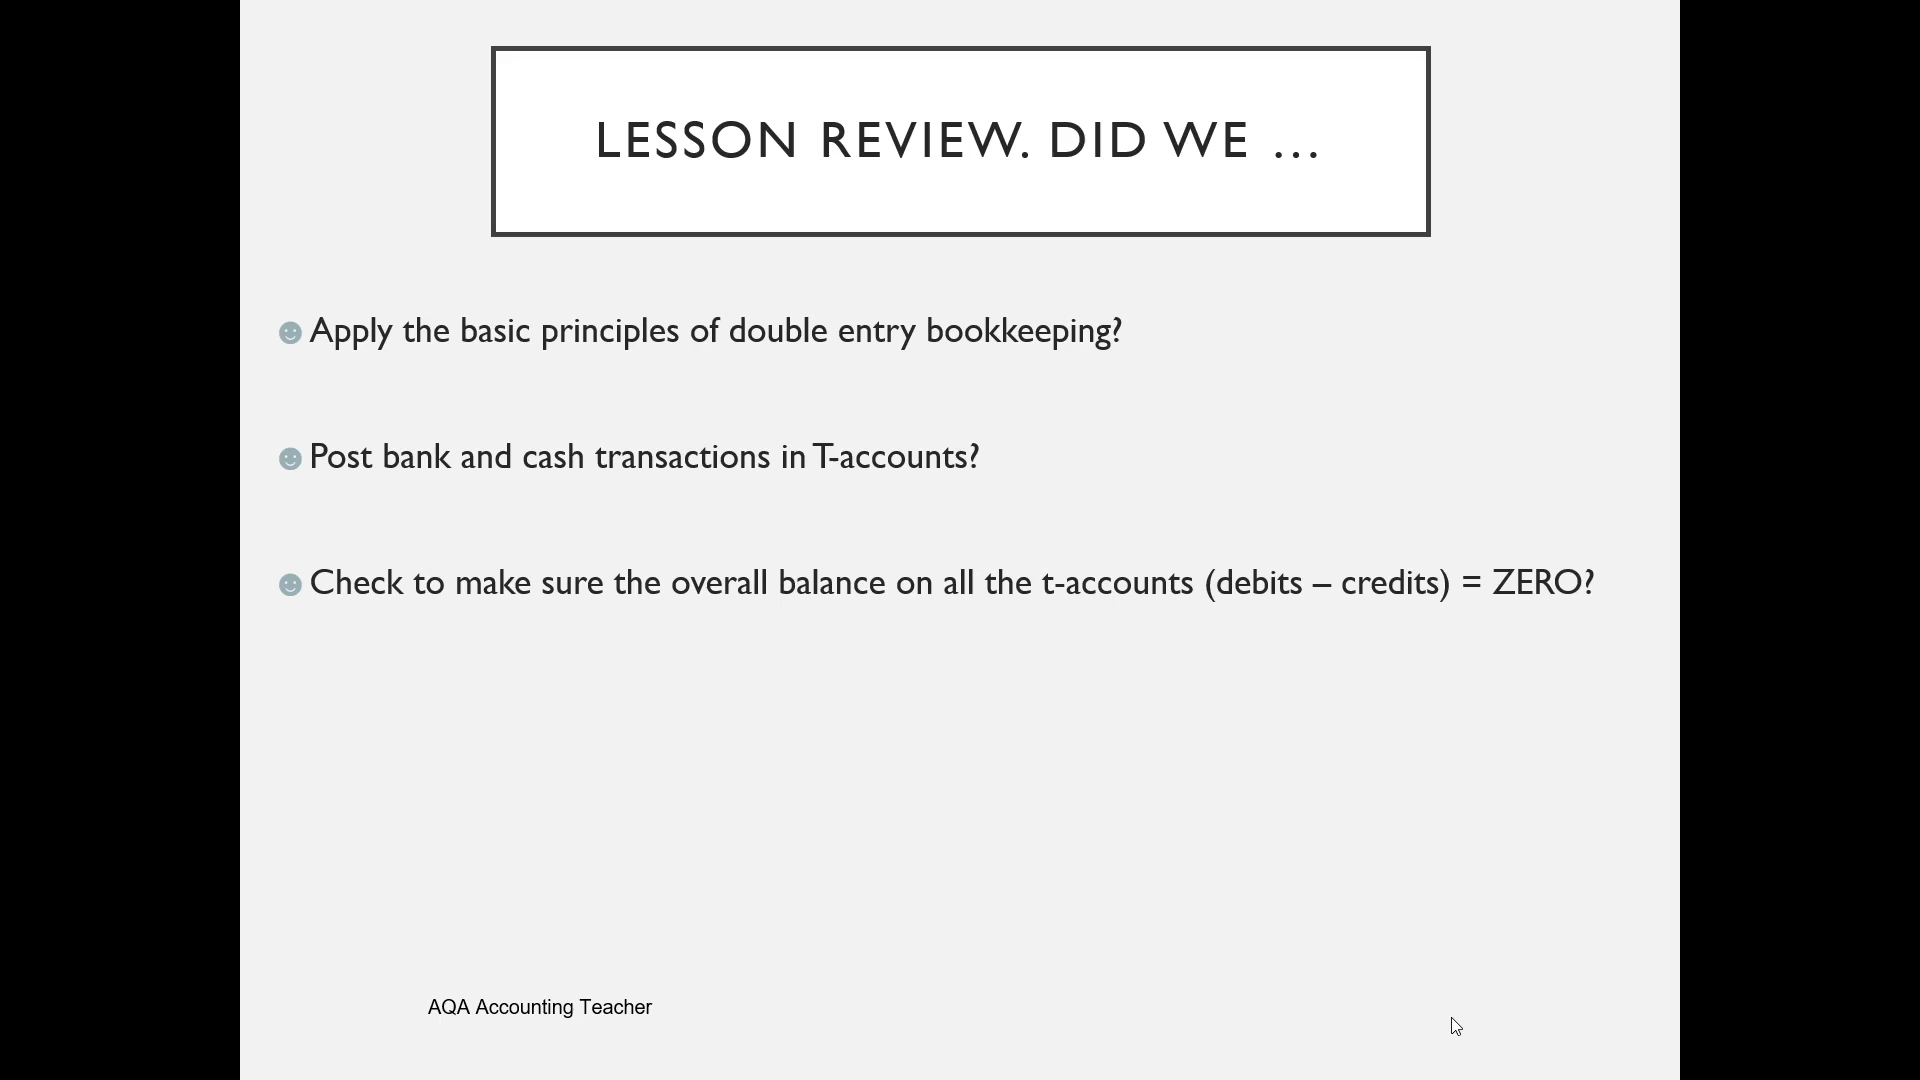 LESSON REVIEW. DID WE …
Apply the basic principles of double entry bookkeeping?
Post bank and cash transactions in T-accounts?
Check to make sure the overall balance on all the t-accounts (debits – credits) = ZERO?
AQA Accounting Teacher